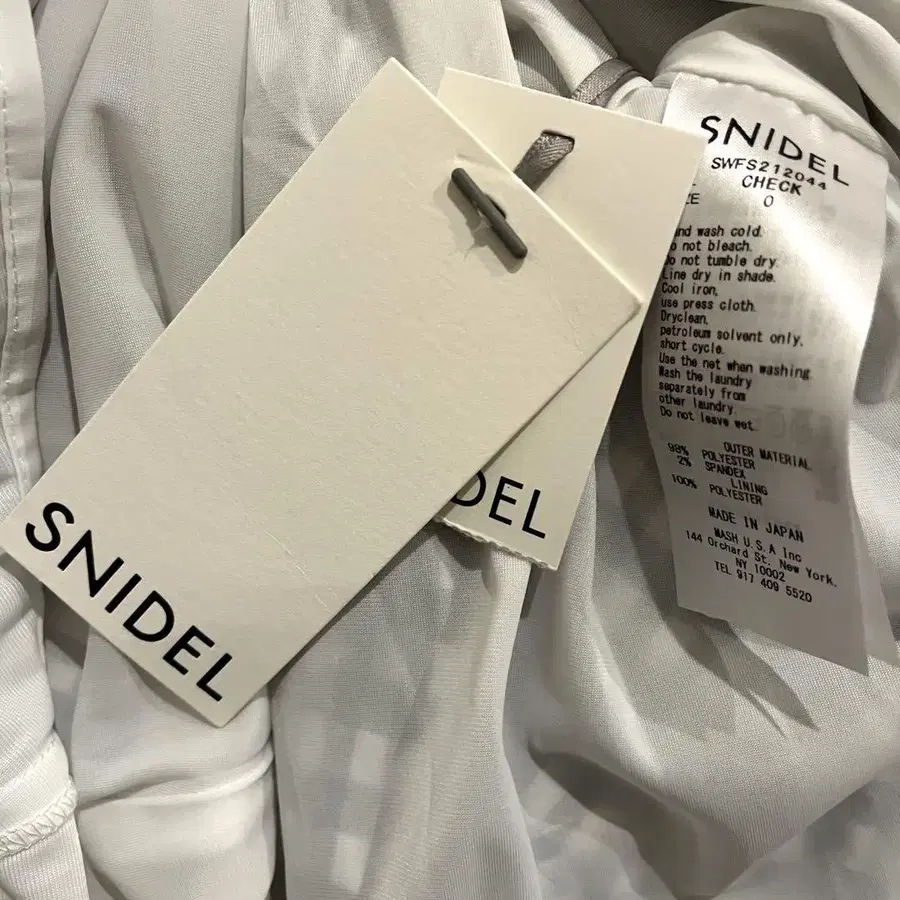 SNIDEL
DEL
SNIDEL
SWFS212044
CHECK
0
wash cold.
not bleach.
Do not tumble dry.
Line dry in shade.
Cool iron,
use press cloth.
Dryclean,
petroleum solvent only,
short cycle.
Use the net when washing
Wash the laundry
separately from
other laundry.
Do not leave wet.
OUTER MATERIAL
98% POLYESTER
2% SPANDEX
LINING
100% POLYESTER
MADE IN JAPAN
MASH U.S.A Inc
144 Orchard St. New York.
NY 10002
TEL 917 409 5520